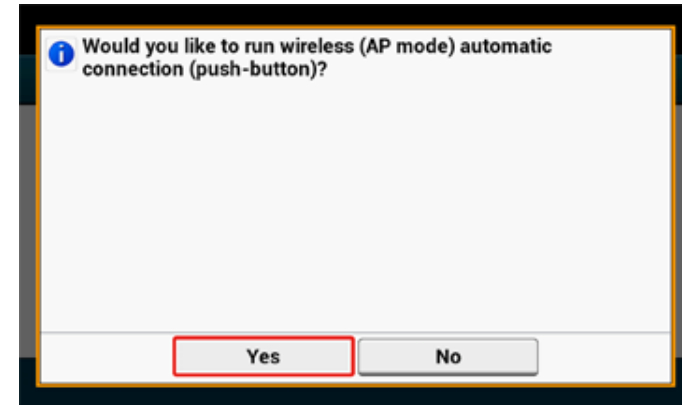 Would you like to run wireless (AP mode) automatic
connection (push-button)?
Yes
No